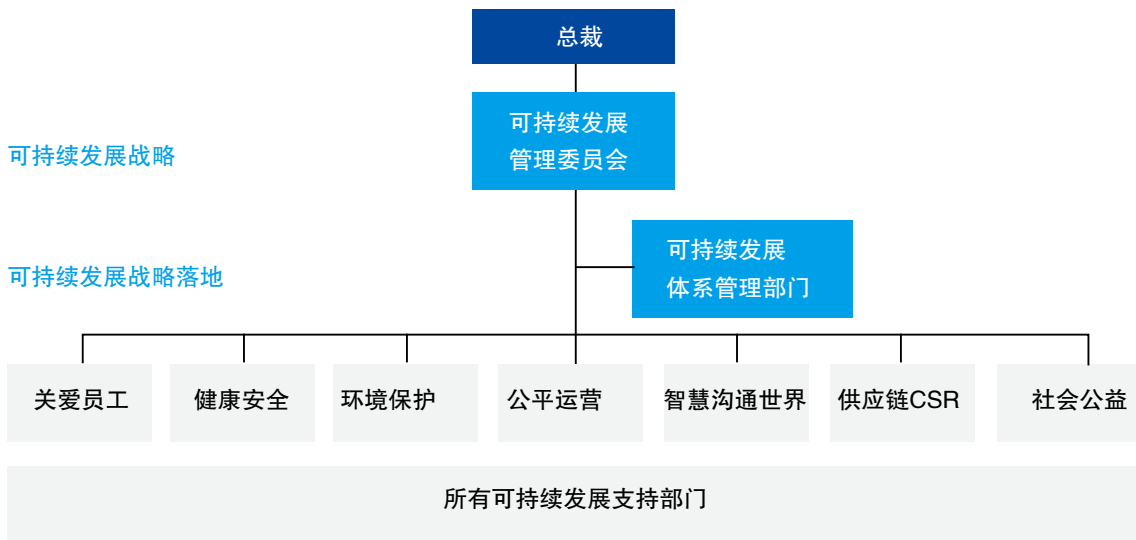 总裁
可持续发展
管理委员会
可持续发展战略
可持续发展
体系管理部门
可持续发展战略落地
关爱员工
健康安全
环境保护
公平运营
智慧沟通世界
供应链CSR
社会公益
所有可持续发展支持部门